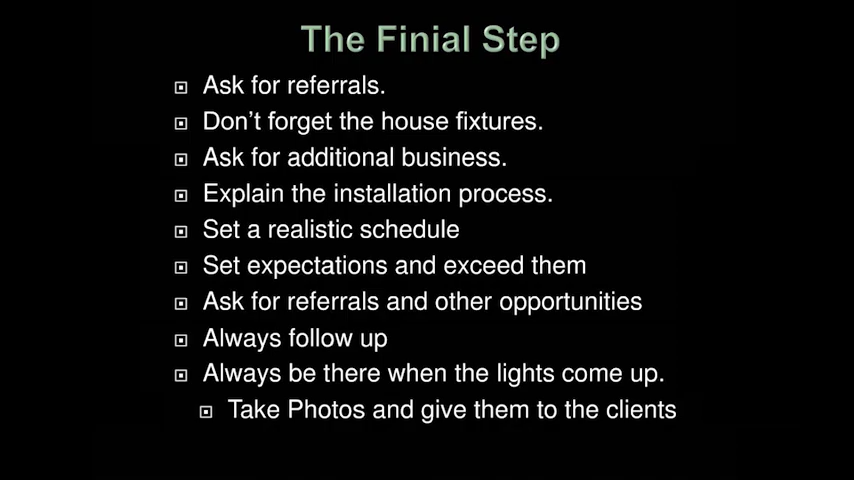 The Finial Step
Ask for referrals.
Don't forget the house fixtures.
Ask for additional business.
Explain the installation process.
Set a realistic schedule
Set expectations and exceed them
Ask for referrals and other opportunities
Always follow up
Always be there when the lights come up.
Take Photos and give them to the clients